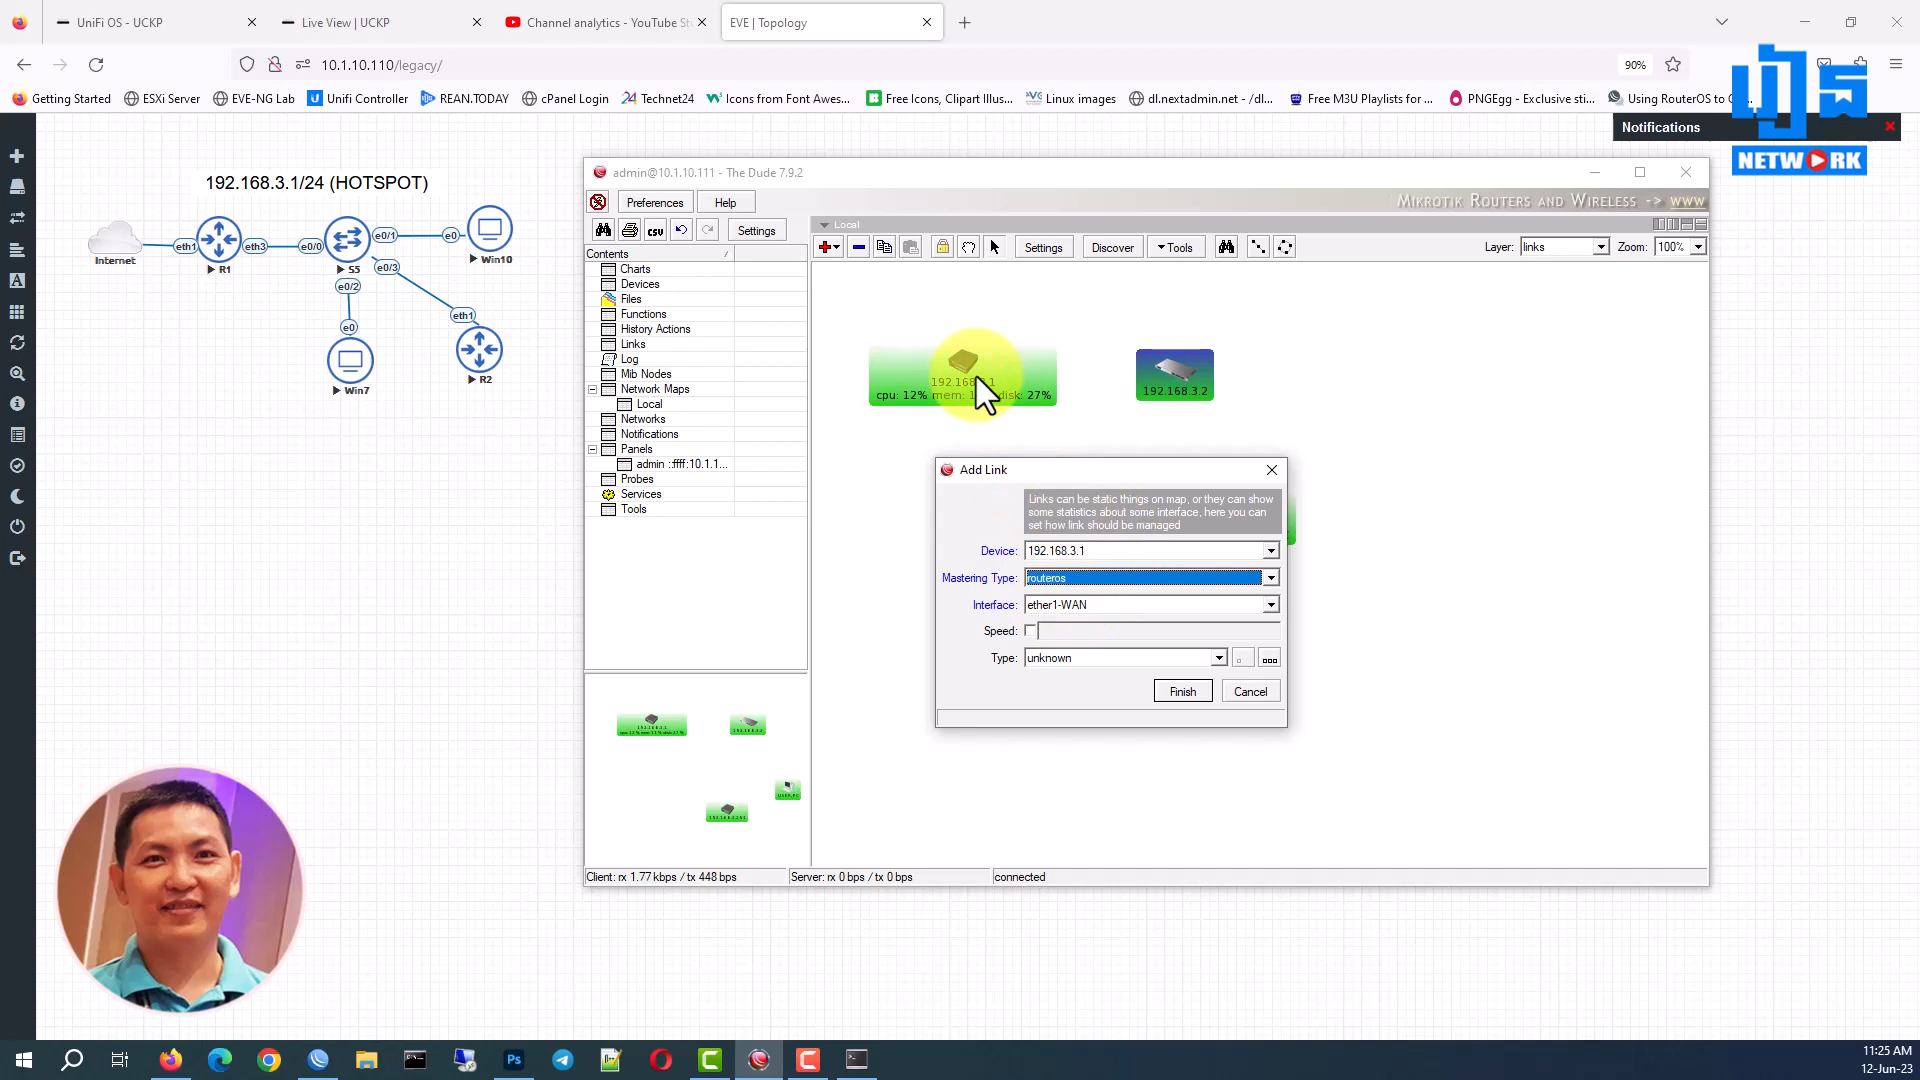 UniFi OS - UCKP
Live View | UCKP
Channel analytics - YouTube St
EVE | Topology
10.1.10.110/legacy/
90%
Getting Started
ESXi Server
EVE-NG Lab
Unifi Controller
REAN.TODAY
cPanel Login
Technet24
Icons from Font Awes...
Free Icons, Clipart Illus...
Linux images
dl.nextadmin.net - /dl...
Free M3U Playlists for ...
PNGEgg - Exclusive sti...
Using RouterOS to
Notifications
NETWORK
192.168.3.1/24 (HOTSPOT)
Internet
eth1
R1
eth3
e0/0
S5
e0/1
e0
Win10
e0/3
e0/2
eth1
e0
Win7
R2
admin@10.1.10.111 - The Dude 7.9.2
Preferences
Help
MIKROTIK ROUTERS AND WIRELESS -> WWW
CSV
Settings
Local
Settings
Discover
Tools
Layer:
links
Zoom:
100%
Contents
Charts
Devices
Files
Functions
History Actions
Links
Log
Mib Nodes
Network Maps
Local
Networks
Notifications
Panels
admin ::ffff:10.1.1...
Probes
Services
Tools
cpu: 12% mem: disk: 27%
192.168.3.2
Add Link
Links can be static things on map, or they can show
some statistics about some interface, here you can
set how link should be managed
Device:
192.168.3.1
Mastering Type:
routeros
Interface:
ether1-WAN
Speed:
Type:
unknown
Finish
Cancel
Client: rx 1.77 kbps / tx 448 bps
Server: rx 0 bps / tx 0 bps
connected
11:25 AM
12-Jun-23